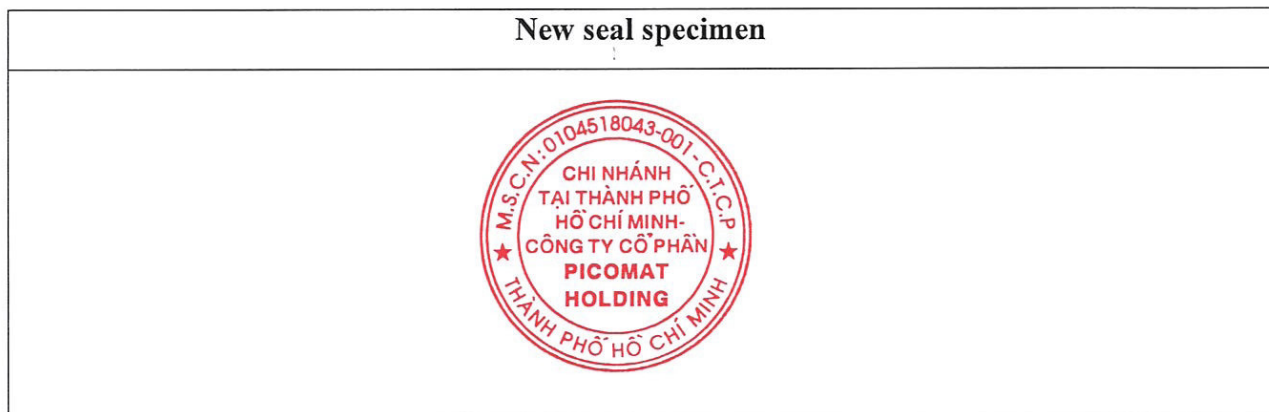 New seal specimen
M.S.C.N: 0104518043-001-C.T.C.P
CHI NHÁNH
TẠI THÀNH PHỐ
HỒ CHÍ MINH-
CÔNG TY CỔ PHẦN
PICOMAT
HOLDING
★ THÀNH PHỐ HỒ CHÍ MINH ★